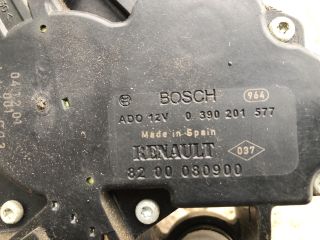 BOSCH 964
ADO 12V 0 390 201 577
Made in Spain
RENAULT 037
82 00 080900